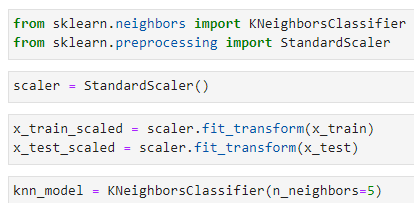 from sklearn.neighbors import KNeighborsClassifier
from sklearn.preprocessing import StandardScaler
scaler = StandardScaler()
x_train_scaled = scaler.fit_transform(x_train)
x_test_scaled = scaler.fit_transform(x_test)
knn_model = KNeighborsClassifier(n_neighbors=5)